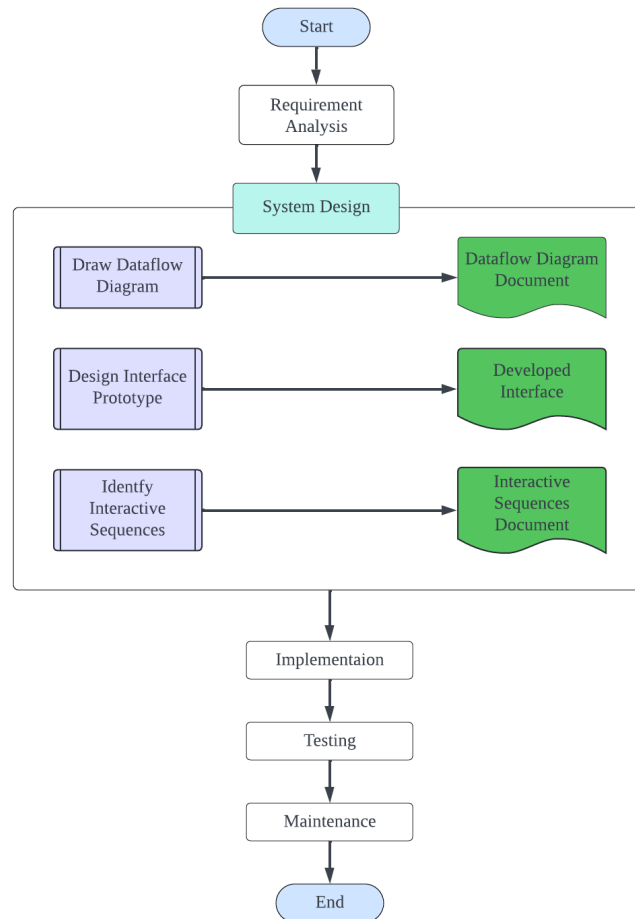 Start
Requirement
Analysis
System Design
Draw Dataflow
Diagram
Dataflow Diagram
Document
Design Interface
Prototype
Developed
Interface
Identfy
Interactive
Sequences
Interactive
Sequences
Document
Implementaion
Testing
Maintenance
End